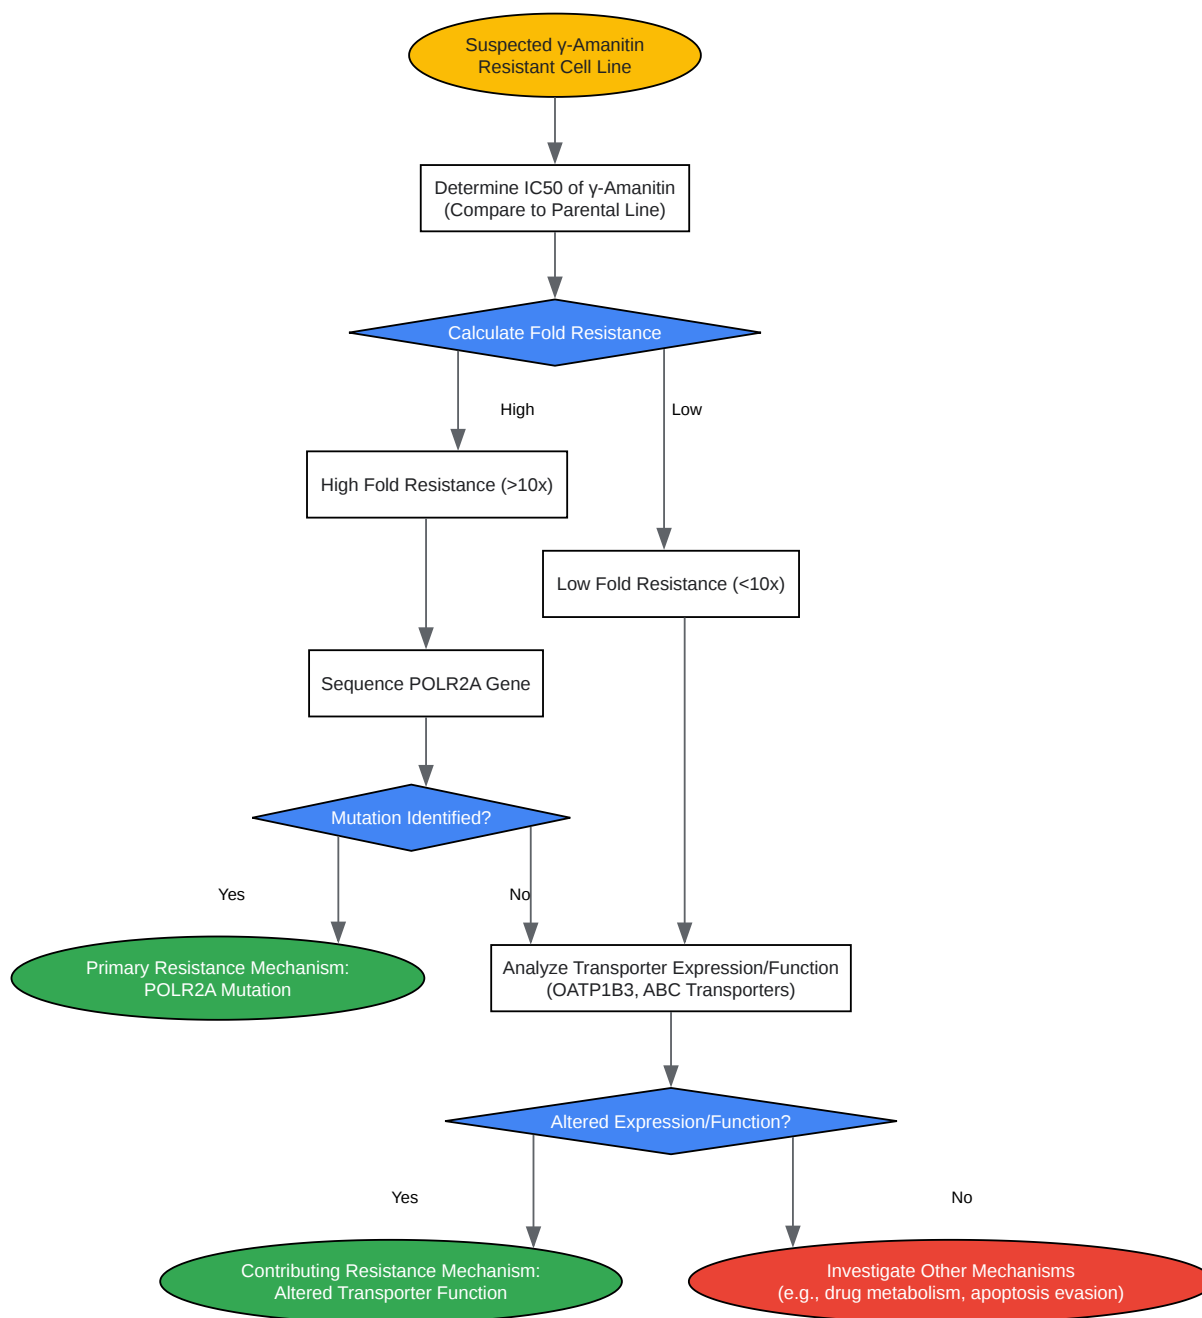 Suspected γ-Amanitin
Resistant Cell Line
Determine IC50 of γ-Amanitin
(Compare to Parental Line)
Calculate Fold Resistance
High
Low
High Fold Resistance (>10x)
Low Fold Resistance (<10x)
Sequence POLR2A Gene
Mutation Identified?
Yes
No
Primary Resistance Mechanism:
POLR2A Mutation
Analyze Transporter Expression/Function
(OATP1B3, ABC Transporters)
Altered Expression/Function?
Yes
No
Contributing Resistance Mechanism:
Altered Transporter Function
Investigate Other Mechanisms
(e.g., drug metabolism, apoptosis evasion)